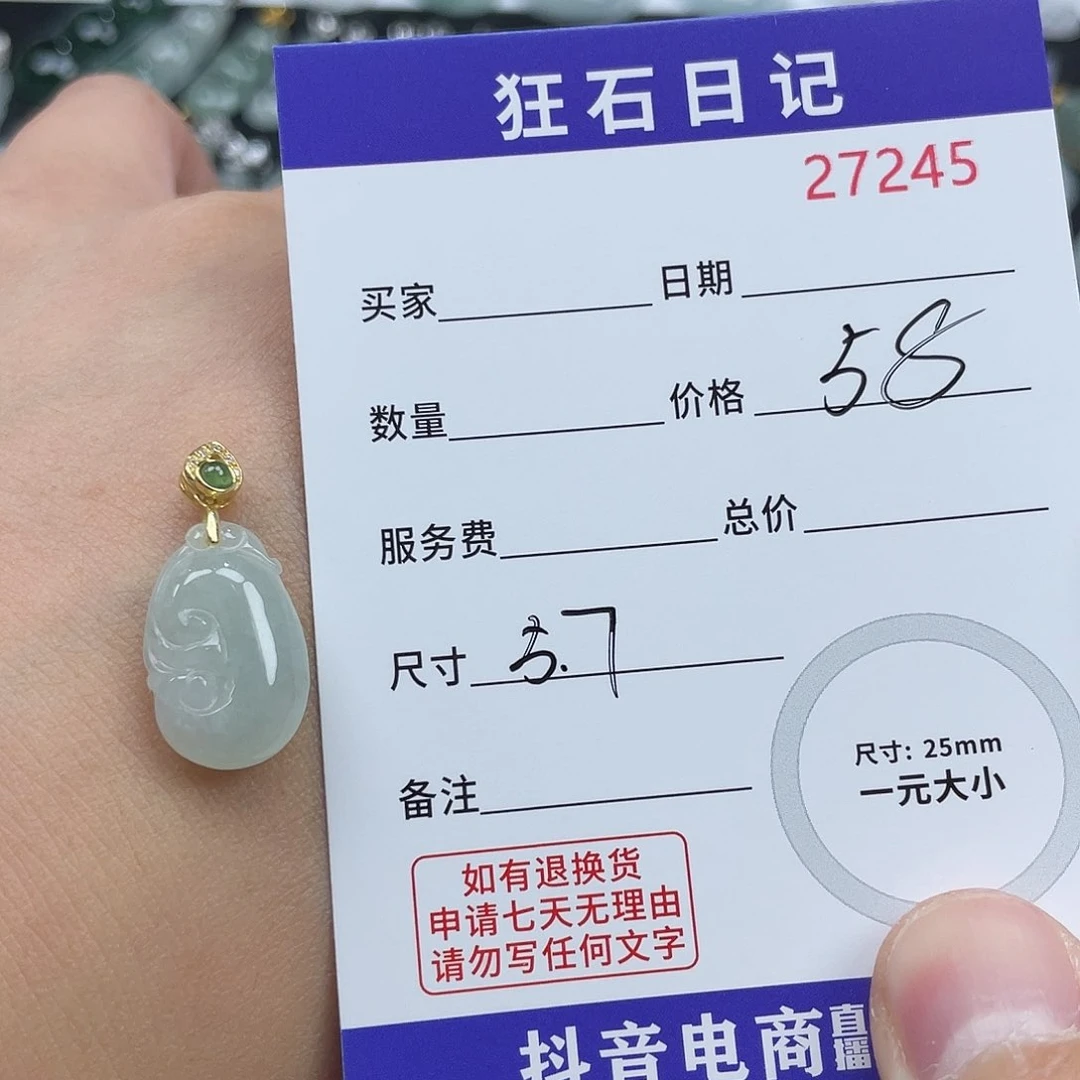 狂石日记
27245
买家 日期
数量 价格 58
服务费 总价
尺寸 5.7
尺寸: 25mm
一元大小
备注
如有退换货
申请七天无理由
请勿写任何文字
抖音电商直播